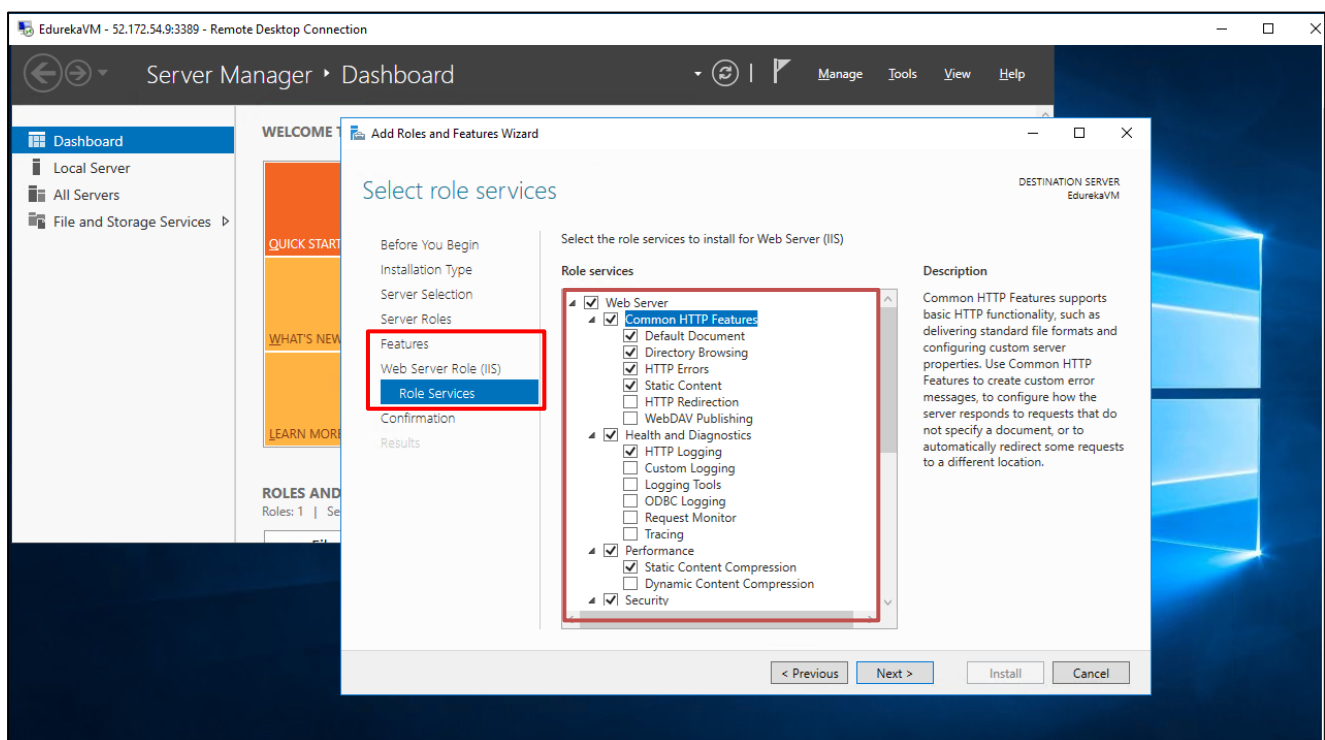 EdurekaVM - 52.172.54.9:3389 - Remote Desktop Connection
Server Manager ‣ Dashboard
Manage Tools View Help
Dashboard
Local Server
All Servers
File and Storage Services
WELCOME T
QUICK START
WHAT'S NEW
LEARN MORE
ROLES AND
Roles: 1 | Se
Add Roles and Features Wizard
Select role services
DESTINATION SERVER
EdurekaVM
Before You Begin
Installation Type
Server Selection
Server Roles
Features
Web Server Role (IIS)
Role Services
Confirmation
Results
Select the role services to install for Web Server (IIS)
Role services
Web Server
Common HTTP Features
Default Document
Directory Browsing
HTTP Errors
Static Content
HTTP Redirection
WebDAV Publishing
Health and Diagnostics
HTTP Logging
Custom Logging
Logging Tools
ODBC Logging
Request Monitor
Tracing
Performance
Static Content Compression
Dynamic Content Compression
Security
Description
Common HTTP Features supports
basic HTTP functionality, such as
delivering standard file formats and
configuring custom server
properties. Use Common HTTP
Features to create custom error
messages, to configure how the
server responds to requests that do
not specify a document, or to
automatically redirect some requests
to a different location.
< Previous Next > Install Cancel